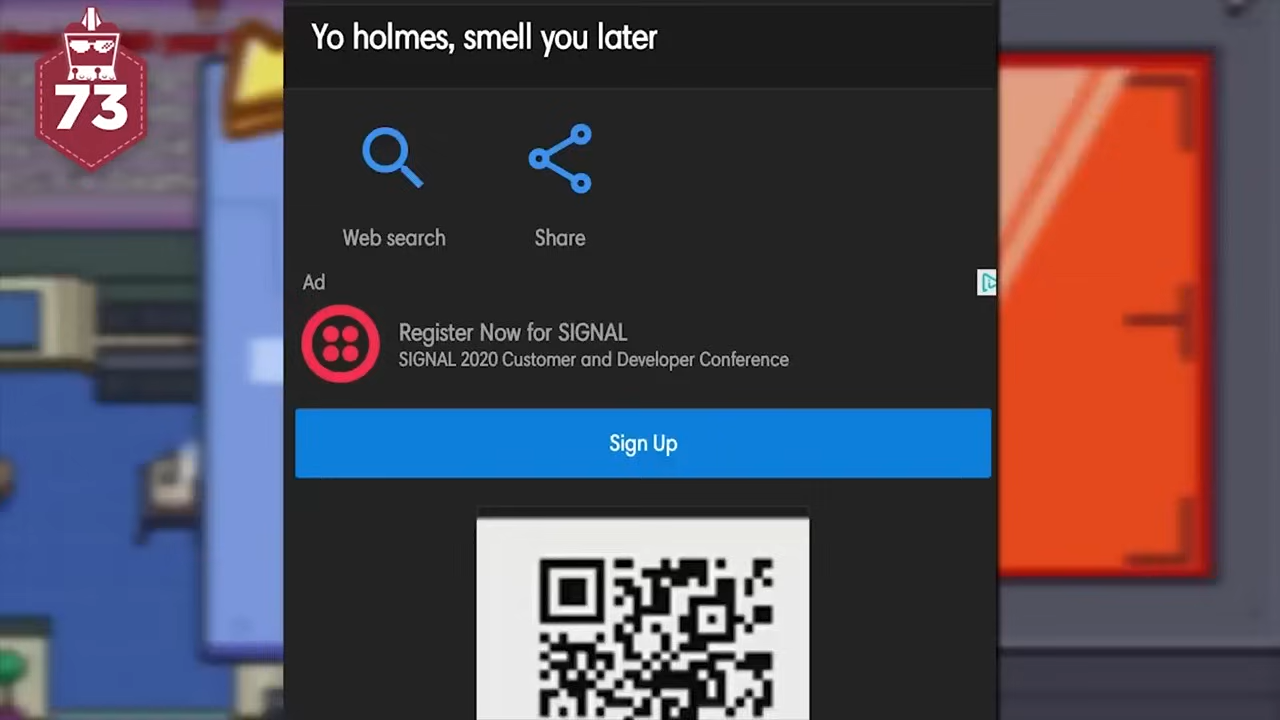 73
Yo holmes, smell you later
Web search
Share
Ad
Register Now for SIGNAL
SIGNAL 2020 Customer and Developer Conference
Sign Up